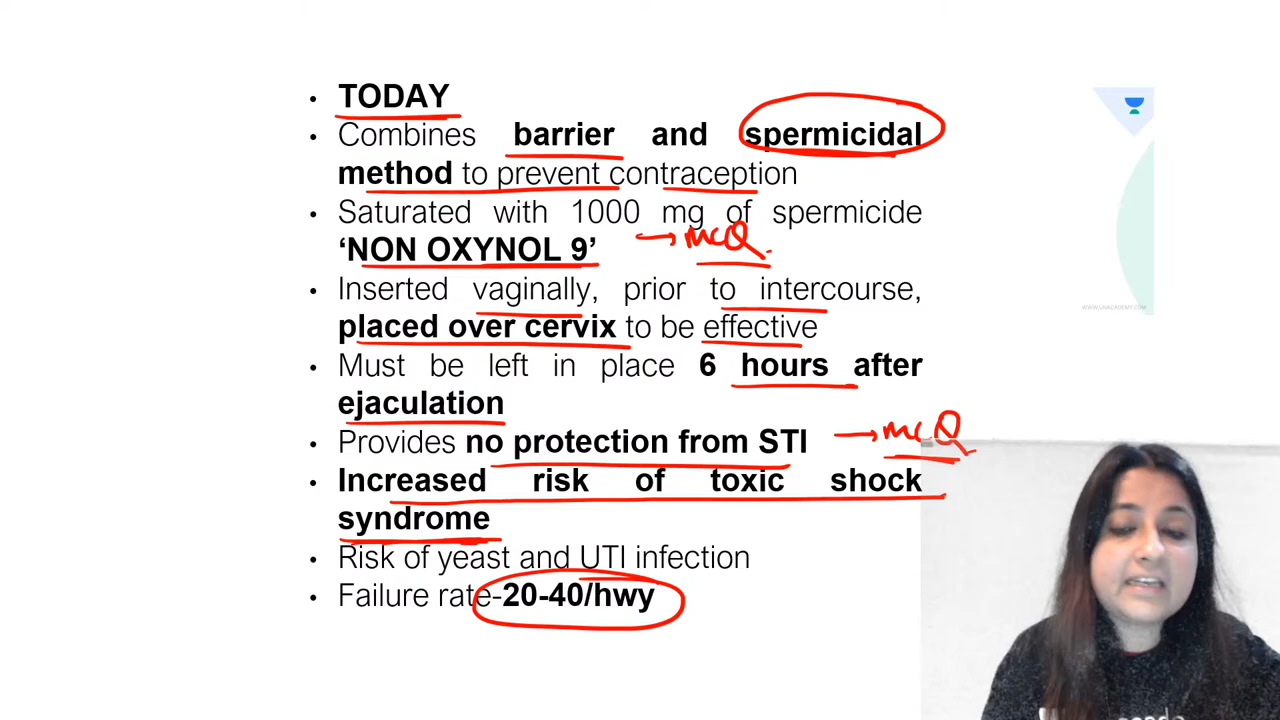 • TODAY
• Combines barrier and spermicidal
method to prevent contraception
• Saturated with 1000 mg of spermicide
‘NON OXYNOL 9’ → MCQ
• Inserted vaginally, prior to intercourse,
placed over cervix to be effective
• Must be left in place 6 hours after
ejaculation
• Provides no protection from STI → MCQ
• Increased risk of toxic shock
syndrome
• Risk of yeast and UTI infection
• Failure rate-20-40/hwy
WWW.UNACADEMY.COM